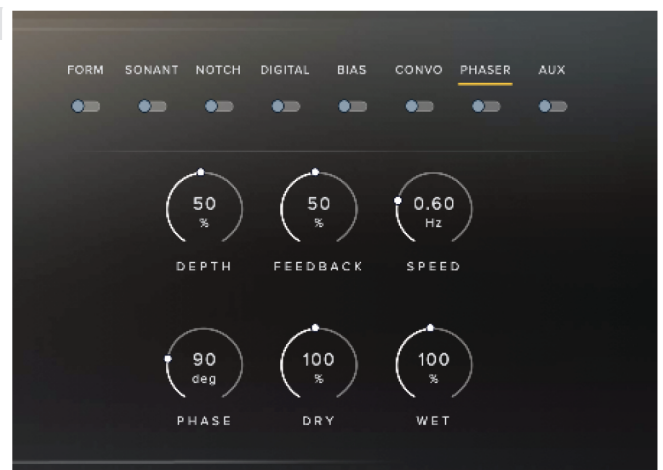 FORM SONANT NOTCH DIGITAL BIAS CONVO PHASER AUX
50 50 0.60
% % Hz
DEPTH FEEDBACK SPEED
90 100 100
deg % %
PHASE DRY WET